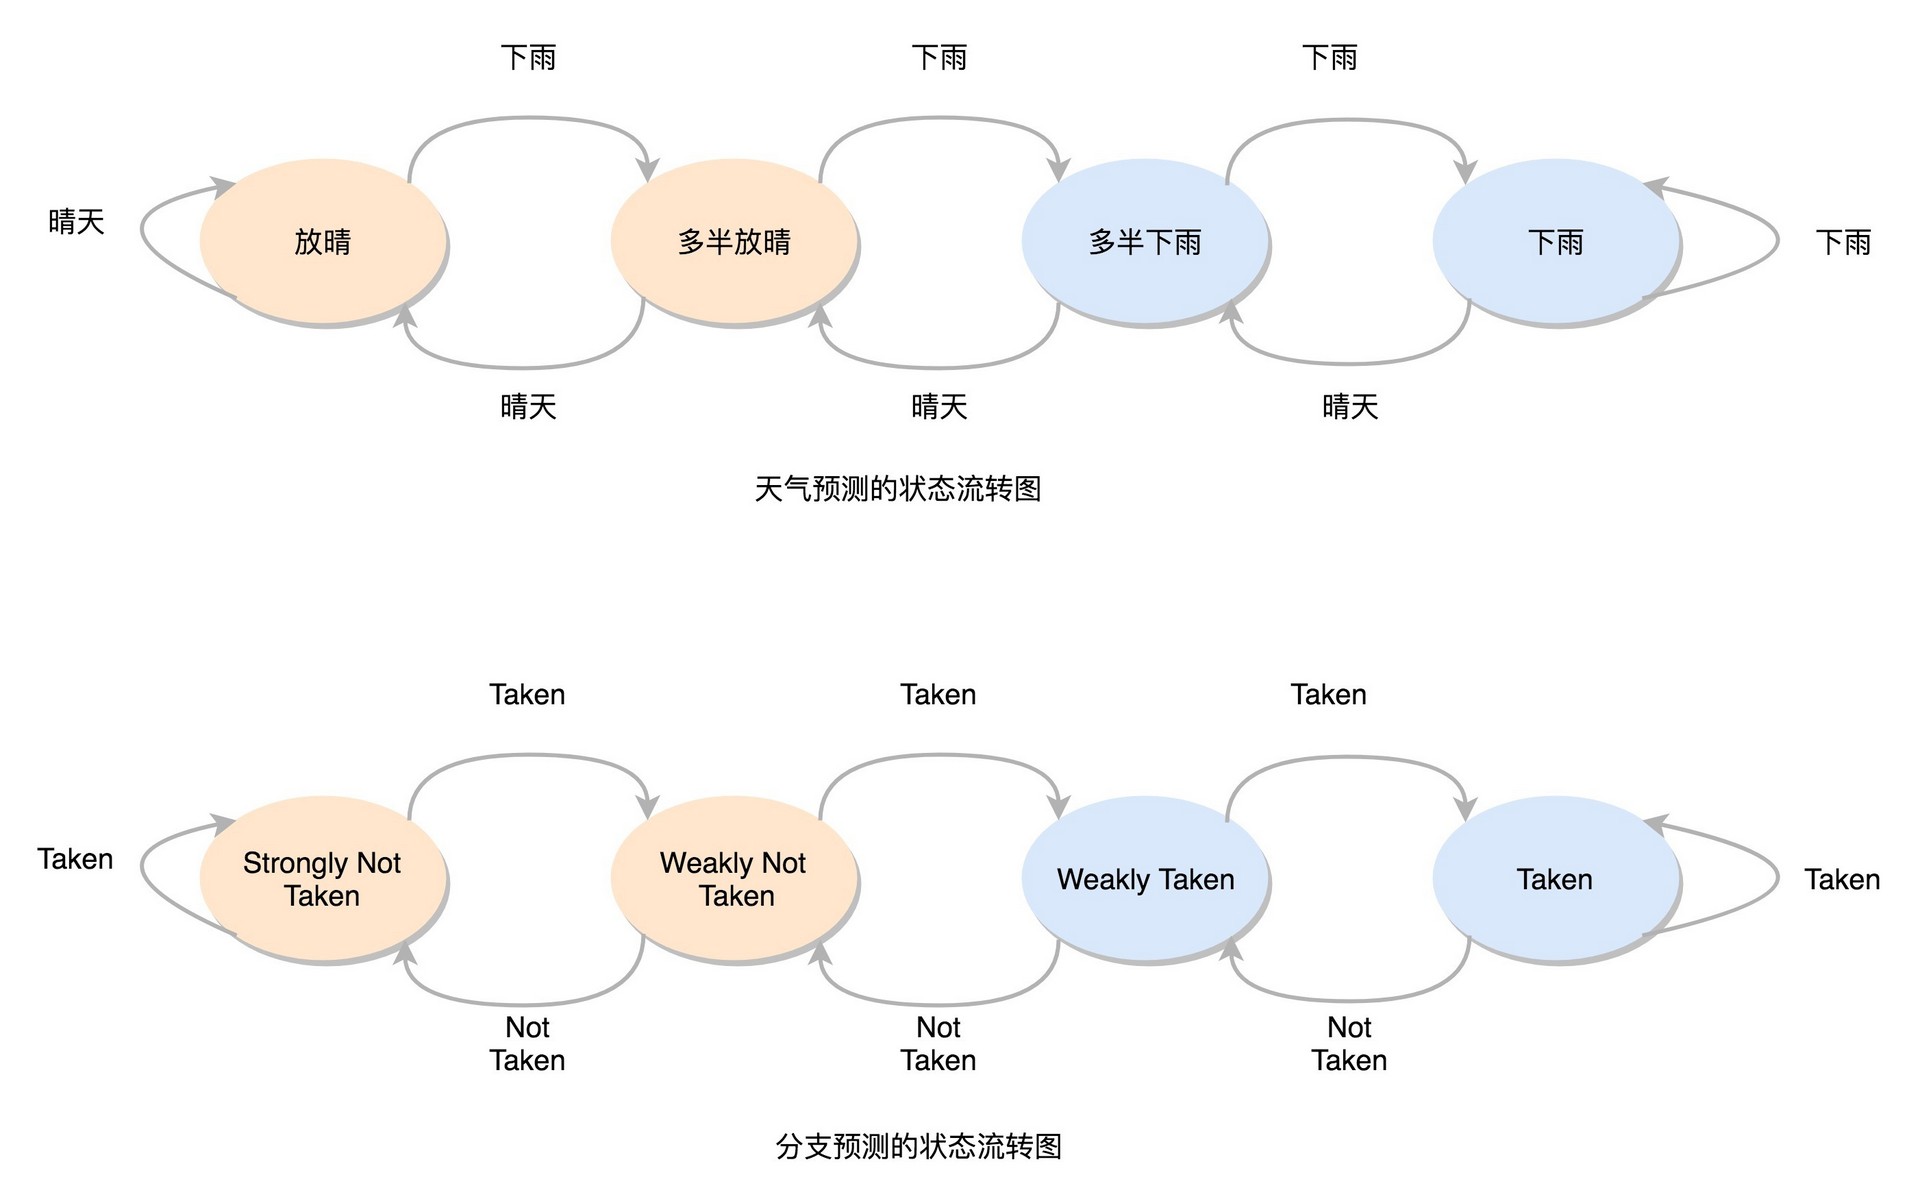 下雨
下雨
下雨
晴天
放晴
多半放晴
多半下雨
下雨
下雨
晴天
晴天
晴天
天气预测的状态流转图
Taken
Taken
Taken
Taken
Strongly Not
Taken
Weakly Not
Taken
Weakly Taken
Taken
Taken
Not
Taken
Not
Taken
Not
Taken
分支预测的状态流转图